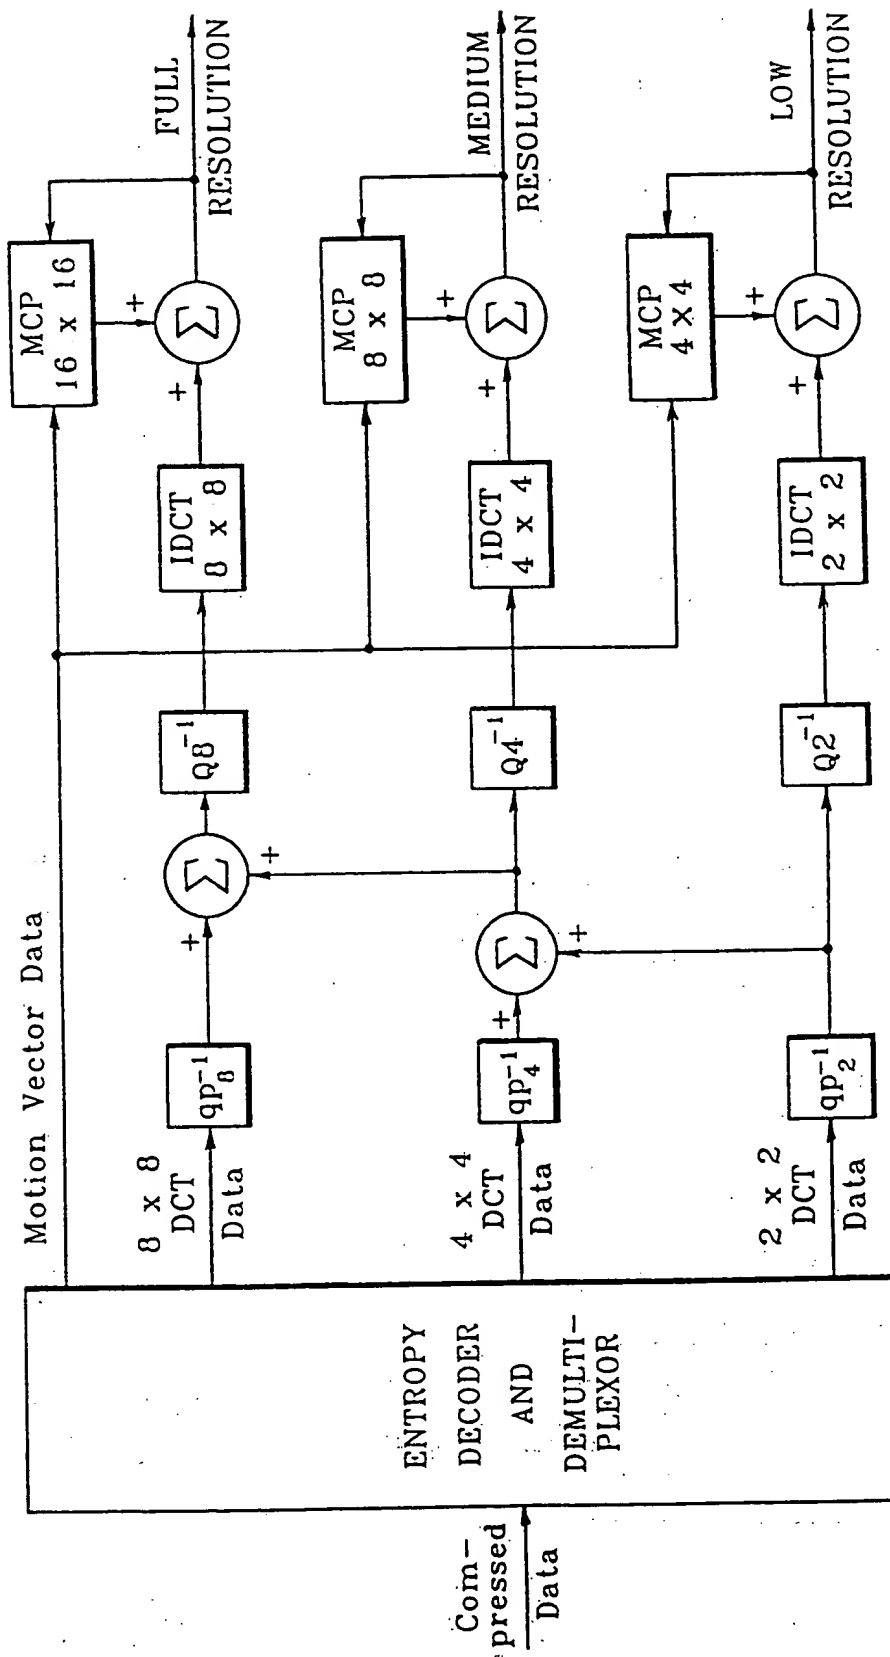 Com-
pressed
Data
ENTROPY
DECODER
AND
DEMULTI-
PLEXOR
Motion Vector Data
8 x 8
DCT
Data
qp₈⁻¹
+
+
Σ
Q8⁻¹
IDCT
8 x 8
+
+
Σ
MCP
16 x 16
FULL
RESOLUTION
4 x 4
DCT
Data
qp₄⁻¹
+
+
Σ
Q4⁻¹
IDCT
4 x 4
+
+
Σ
MCP
8 x 8
MEDIUM
RESOLUTION
2 x 2
DCT
Data
qp₂⁻¹
Q2⁻¹
IDCT
2 x 2
+
+
Σ
MCP
4 X 4
LOW
RESOLUTION